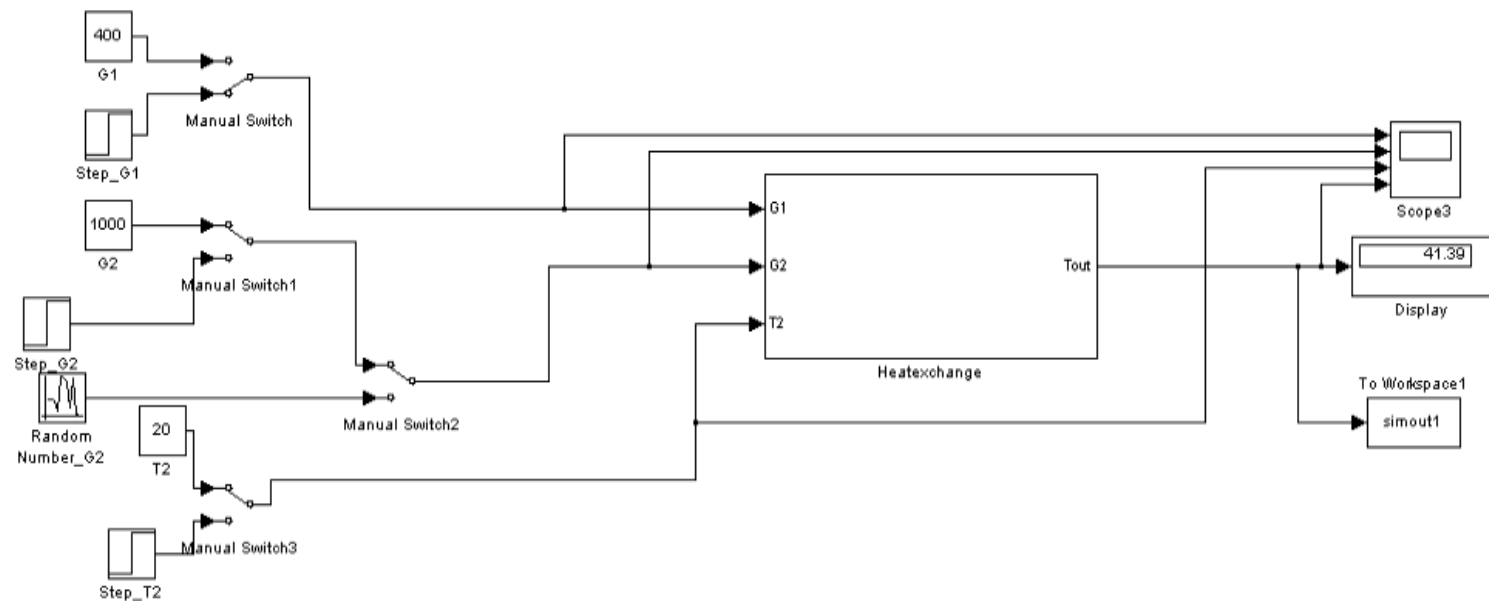 400
G1
Manual Switch
Step_G1
1000
G2
Manual Switch1
Step_G2
Random
Number_G2
Manual Switch2
20
T2
Manual Switch3
Step_T2
G1
G2
T2
Tout
Heatexchange
Scope3
41.39
Display
To Workspace1
simout1